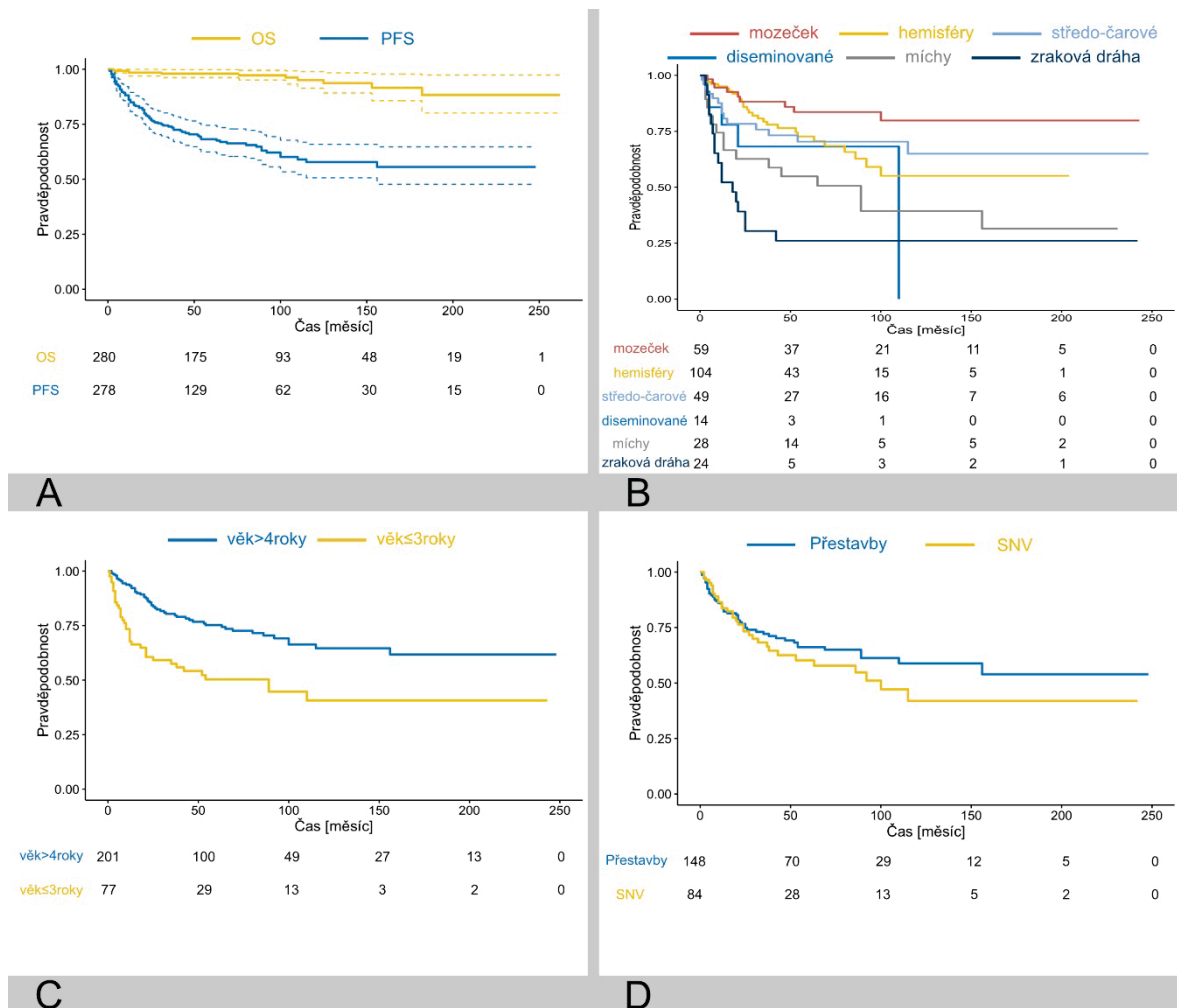 OS PFS
1.00
0.75
0.50
0.25
0.00
Pravděpodobnost
0 50 100 150 200 250
Čas [měsíc]
OS 280 175 93 48 19 1
PFS 278 129 62 30 15 0
A
mozeček hemisféry středo-čarové
diseminované míchy zraková dráha
1.00
0.75
0.50
0.25
0.00
Pravděpodobnost
0 50 100 150 200 250
Čas [měsíc]
mozeček 59 37 21 11 5 0
hemisféry 104 43 15 5 1 0
středo-čarové 49 27 16 7 6 0
diseminované 14 3 1 0 0 0
míchy 28 14 5 5 2 0
zraková dráha 24 5 3 2 1 0
B
věk>4roky věk≤3roky
1.00
0.75
0.50
0.25
0.00
Pravděpodobnost
0 50 100 150 200 250
Čas [měsíc]
věk>4roky 201 100 49 27 13 0
věk≤3roky 77 29 13 3 2 0
C
Přestavby SNV
1.00
0.75
0.50
0.25
0.00
Pravděpodobnost
0 50 100 150 200 250
Čas [měsíc]
Přestavby 148 70 29 12 5 0
SNV 84 28 13 5 2 0
D